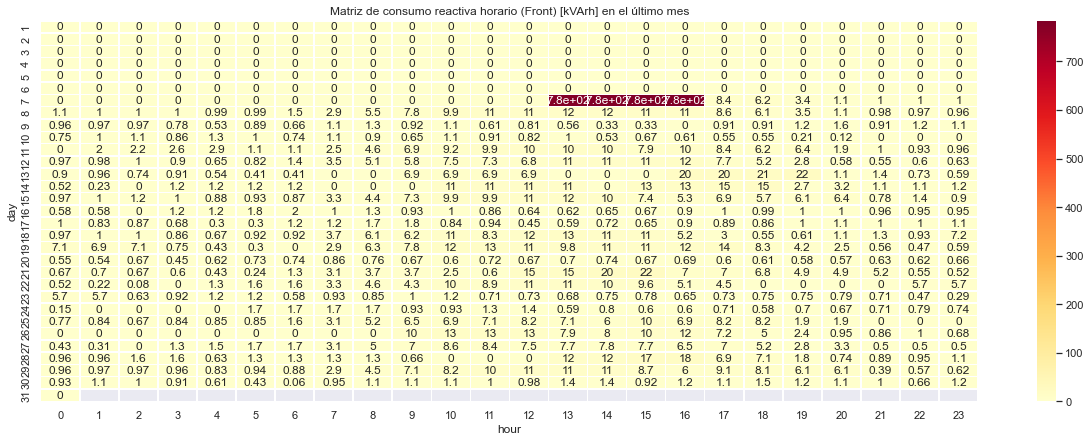 Matriz de consumo reactiva horario (Front) [kVArh] en el último mes
1 0 0 0 0 0 0 0 0 0 0 0 0 0 0 0 0 0 0 0 0 0 0 0 0
2 0 0 0 0 0 0 0 0 0 0 0 0 0 0 0 0 0 0 0 0 0 0 0 0
3 0 0 0 0 0 0 0 0 0 0 0 0 0 0 0 0 0 0 0 0 0 0 0 0
4 0 0 0 0 0 0 0 0 0 0 0 0 0 0 0 0 0 0 0 0 0 0 0 0
5 0 0 0 0 0 0 0 0 0 0 0 0 0 0 0 0 0 0 0 0 0 0 0 0
6 0 0 0 0 0 0 0 0 0 0 0 0 0 0 0 0 0 0 0 0 0 0 0 0
7 0 0 0 0 0 0 0 0 0 0 0 0 0 7.8e+02 7.8e+02 7.8e+02 7.8e+02 8.4 6.2 3.4 1.1 1 1 1
8 1.1 1 1 1 0.99 0.99 1.5 2.9 5.5 7.8 9.9 11 11 12 12 11 11 8.6 6.1 3.5 1.1 0.98 0.97 0.96
9 0.96 0.97 0.97 0.78 0.53 0.89 0.66 1.1 1.3 0.92 1.1 0.61 0.81 0.56 0.33 0.33 0 0.91 0.91 1.2 1.6 0.91 1.2 1.1
10 0.75 1 1.1 0.86 1.3 1 0.74 1.1 0.9 0.65 1.1 0.91 0.82 1 0.53 0.67 0.61 0.55 0.55 0.21 0.12 0 0 0
11 0 2 2.2 2.6 2.9 1.1 1.1 2.5 4.6 6.9 9.2 9.9 10 10 10 7.9 10 8.4 6.2 6.4 1.9 1 0.93 0.96
12 0.97 0.98 1 0.9 0.65 0.82 1.4 3.5 5.1 5.8 7.5 7.3 6.8 11 11 11 12 7.7 5.2 2.8 0.58 0.55 0.6 0.63
13 0.9 0.96 0.74 0.91 0.54 0.41 0.41 0 0 6.9 6.9 6.9 6.9 0 0 0 20 20 21 22 1.1 1.4 0.73 0.59
14 0.52 0.23 0 1.2 1.2 1.2 1.2 0 0 0 11 11 11 11 0 13 13 15 15 2.7 3.2 1.1 1.1 1.2
15 0.97 1 1.2 1 0.88 0.93 0.87 3.3 4.4 7.3 9.9 9.9 11 12 10 7.4 5.3 6.9 5.7 6.1 6.4 0.78 1.4 0.9
16 0.58 0.58 0 1.2 1.2 1.8 2 1 1.3 0.93 1 0.86 0.64 0.62 0.65 0.67 0.9 1 0.99 1 1 0.96 0.95 0.95
17 1 0.83 0.87 0.68 0.3 0.3 1.2 1.2 1.7 1.8 0.84 0.94 0.45 0.59 0.72 0.65 0.9 0.89 0.86 1 1.1 1 1 1.1
18 0.97 1 1 0.86 0.67 0.92 0.92 3.7 6.1 6.2 11 8.3 12 13 11 11 5.2 3 0.55 0.61 1.1 1.3 0.93 7.2
19 7.1 6.9 7.1 0.75 0.43 0.3 0 2.9 6.3 7.8 12 13 11 9.8 11 11 12 14 8.3 4.2 2.5 0.56 0.47 0.59
20 0.55 0.54 0.67 0.45 0.62 0.73 0.74 0.86 0.76 0.67 0.6 0.72 0.67 0.7 0.74 0.67 0.69 0.6 0.61 0.58 0.57 0.63 0.62 0.66
21 0.67 0.7 0.67 0.6 0.43 0.24 1.3 3.1 3.7 3.7 2.5 0.6 15 15 20 22 7 7 6.8 4.9 4.9 5.2 0.55 0.52
22 0.52 0.22 0.08 0 1.3 1.6 1.6 3.3 4.6 4.3 10 8.9 11 11 10 9.6 5.1 4.5 0 0 0 0 5.7 5.7
23 5.7 5.7 0.63 0.92 1.2 1.2 0.58 0.93 0.85 1 1.2 0.71 0.73 0.68 0.75 0.78 0.65 0.73 0.75 0.75 0.79 0.71 0.47 0.29
24 0.15 0 0 0 0 1.7 1.7 1.7 1.7 0.93 0.93 1.3 1.4 0.59 0.8 0.6 0.6 0.71 0.58 0.7 0.67 0.71 0.79 0.74
25 0.77 0.84 0.67 0.84 0.85 0.85 1.6 3.1 5.2 6.5 6.9 7.1 8.2 7.1 6 10 6.9 8.2 8.2 1.9 1.9 0 0 0
26 0 0 0 0 0 0 0 0 0 10 13 13 13 7.9 8 10 12 7.2 5 2.4 0.95 0.86 1 0.68
27 0.43 0.31 0 1.3 1.5 1.7 1.7 3.1 5 7 8.6 8.4 7.5 7.7 7.8 7.7 6.5 7 5.2 2.8 3.3 0.5 0.5 0.5
28 0.96 0.96 1.6 1.6 0.63 1.3 1.3 1.3 1.3 0.66 0 0 0 12 12 17 18 6.9 7.1 1.8 0.74 0.89 0.95 1.1
29 0.96 0.97 0.97 0.96 0.83 0.94 0.88 2.9 4.5 7.1 8.2 10 11 11 11 8.7 6 9.1 8.1 6.1 6.1 0.39 0.57 0.62
30 0.93 1.1 1 0.91 0.61 0.43 0.06 0.95 1.1 1.1 1.1 1 0.98 1.4 1.4 0.92 1.2 1.1 1.5 1.2 1.1 1 0.66 1.2
31 0
0 1 2 3 4 5 6 7 8 9 10 11 12 13 14 15 16 17 18 19 20 21 22 23
hour
day
700
600
500
400
300
200
100
0